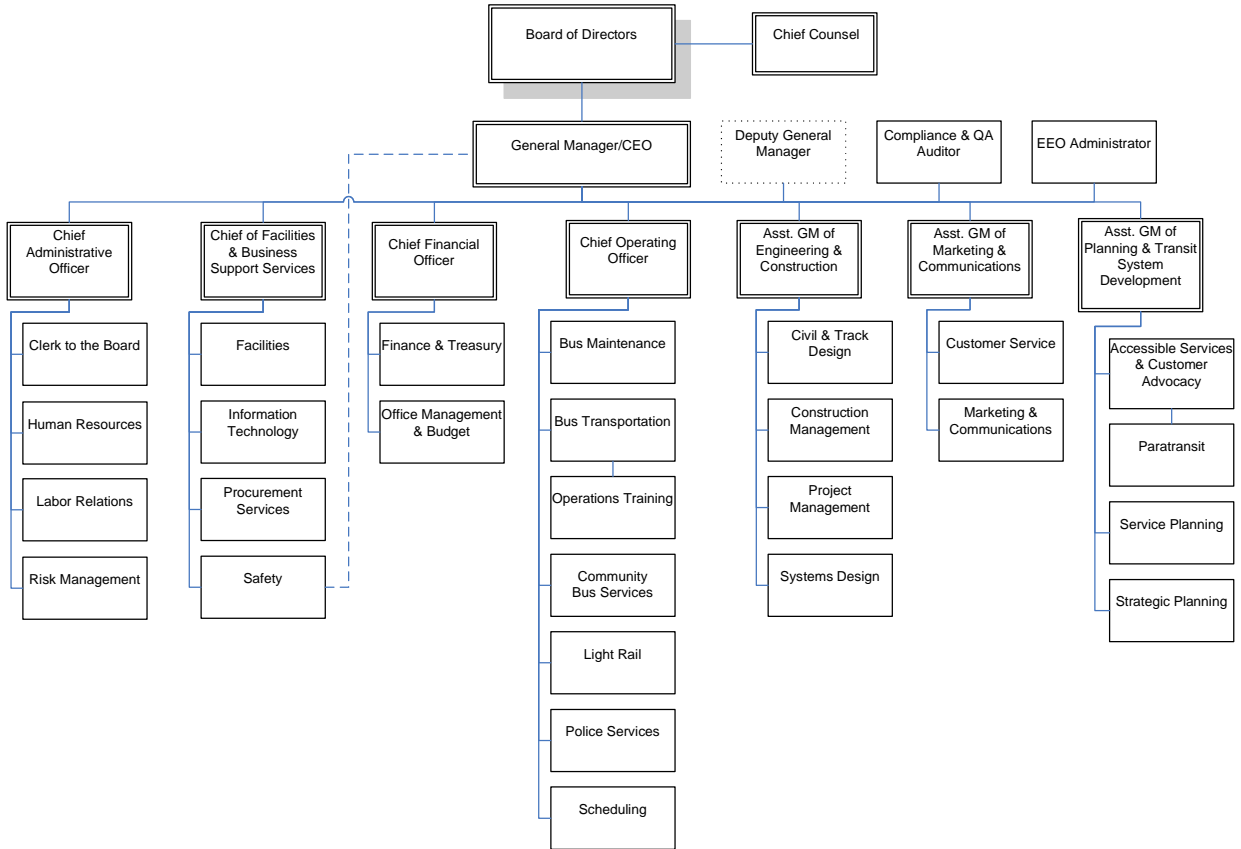 Board of Directors
Chief Counsel
General Manager/CEO
Deputy General
Manager
Compliance & QA
Auditor
EEO Administrator
Chief
Administrative
Officer
Chief of Facilities
& Business
Support Services
Chief Financial
Officer
Chief Operating
Officer
Asst. GM of
Engineering &
Construction
Asst. GM of
Marketing &
Communications
Asst. GM of
Planning & Transit
System
Development
Clerk to the Board
Human Resources
Labor Relations
Risk Management
Facilities
Information
Technology
Procurement
Services
Safety
Finance & Treasury
Office Management
& Budget
Bus Maintenance
Bus Transportation
Operations Training
Community
Bus Services
Light Rail
Police Services
Scheduling
Civil & Track
Design
Construction
Management
Project
Management
Systems Design
Customer Service
Marketing &
Communications
Accessible Services
& Customer
Advocacy
Paratransit
Service Planning
Strategic Planning